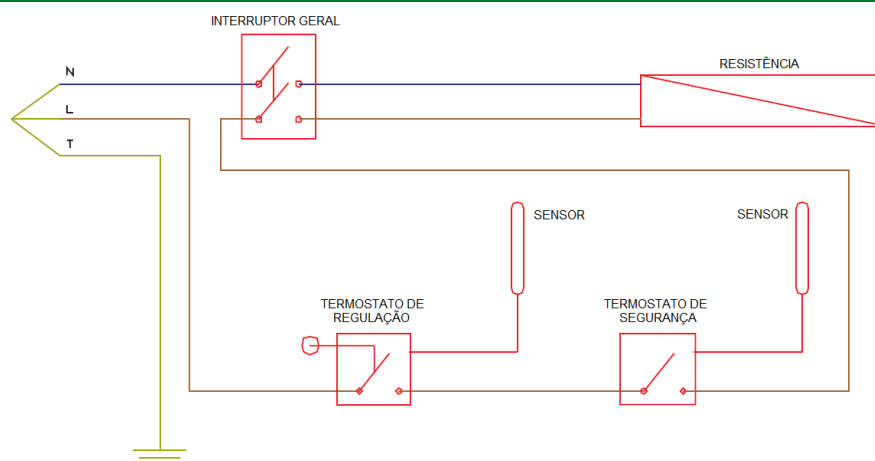 INTERRUPTOR GERAL
N
RESISTÊNCIA
L
T
SENSOR
SENSOR
TERMOSTATO DE
REGULAÇÃO
TERMOSTATO DE
SEGURANÇA